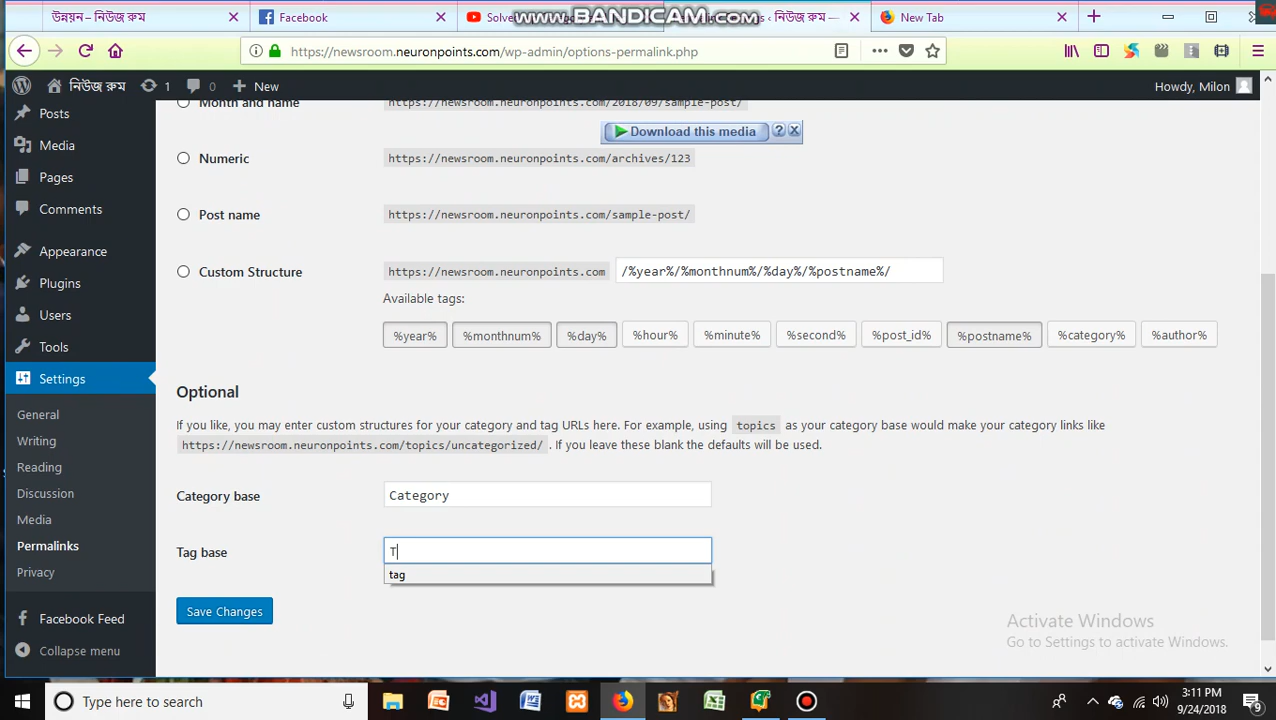 উন্নয়ন – নিউজ রুম
Facebook
Solve
www.BANDICAM.com
‹ নিউজ রুম —
New Tab
https://newsroom.neuronpoints.com/wp-admin/options-permalink.php
নিউজ রুম
1
0
New
Howdy, Milon
Posts
Media
Pages
Comments
Appearance
Plugins
Users
Tools
Settings
General
Writing
Reading
Discussion
Media
Permalinks
Privacy
Facebook Feed
Collapse menu
Month and name
https://newsroom.neuronpoints.com/2018/09/sample-post/
Download this media
?
Numeric
https://newsroom.neuronpoints.com/archives/123
Post name
https://newsroom.neuronpoints.com/sample-post/
Custom Structure
https://newsroom.neuronpoints.com
/%year%/%monthnum%/%day%/%postname%/
Available tags:
%year%
%monthnum%
%day%
%hour%
%minute%
%second%
%post_id%
%postname%
%category%
%author%
Optional
If you like, you may enter custom structures for your category and tag URLs here. For example, using topics as your category base would make your category links like
https://newsroom.neuronpoints.com/topics/uncategorized/ . If you leave these blank the defaults will be used.
Category base
Category
Tag base
T
tag
Save Changes
Activate Windows
Go to Settings to activate Windows.
Type here to search
3:11 PM
9/24/2018
9